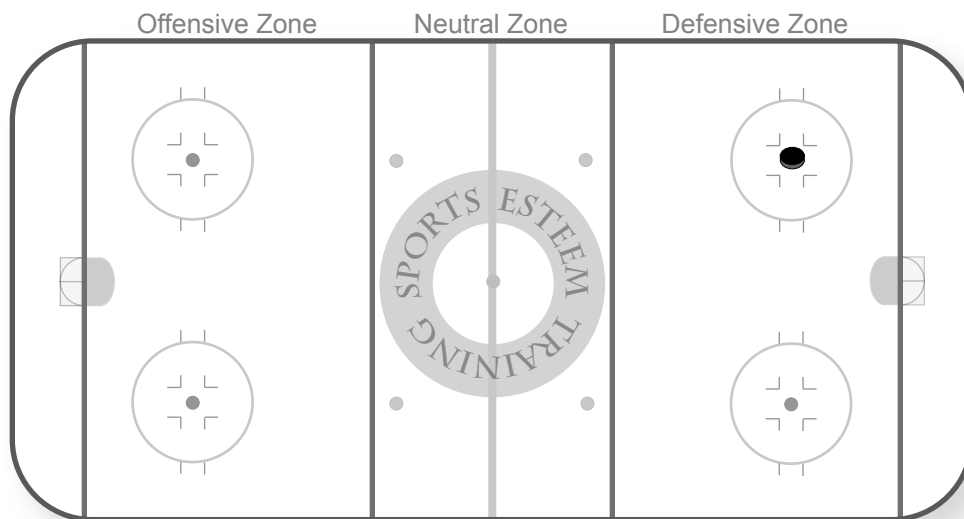 Offensive Zone Neutral Zone Defensive Zone
SPORTS ESTEEM TRAINING